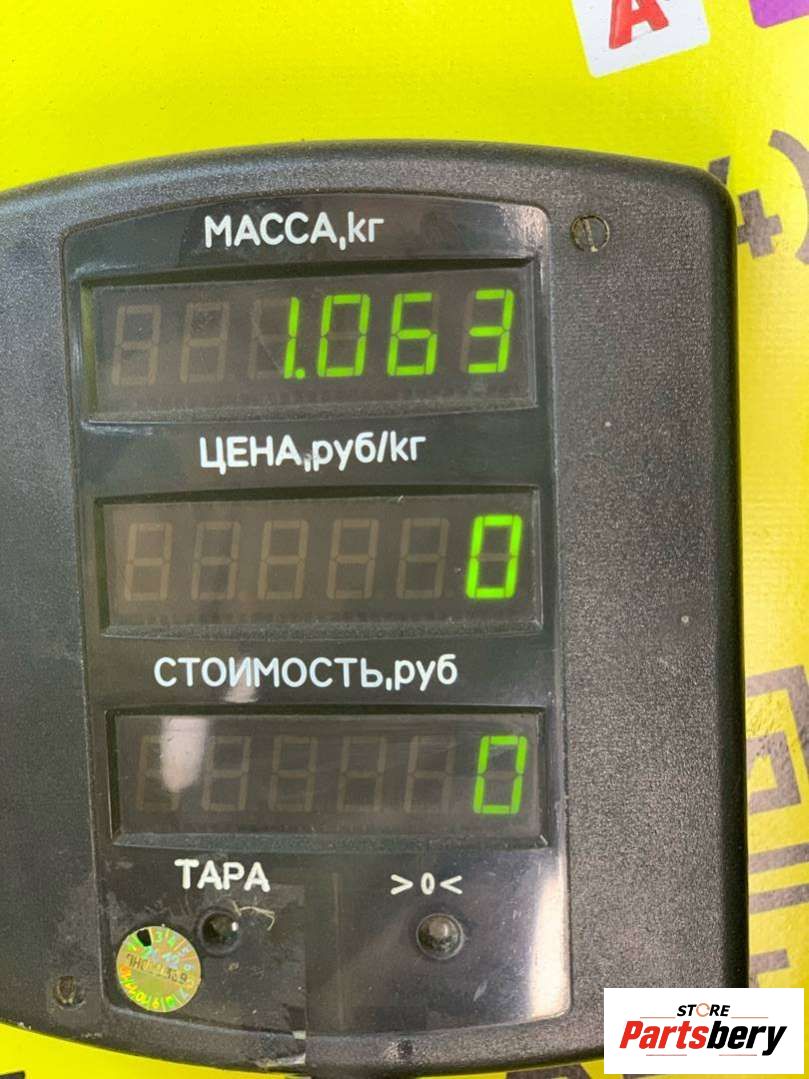 МАССА,кг
1.063
ЦЕНА,руб/кг
0
СТОИМОСТЬ,руб
0
ТАРА >0<
STORE
Partsbery